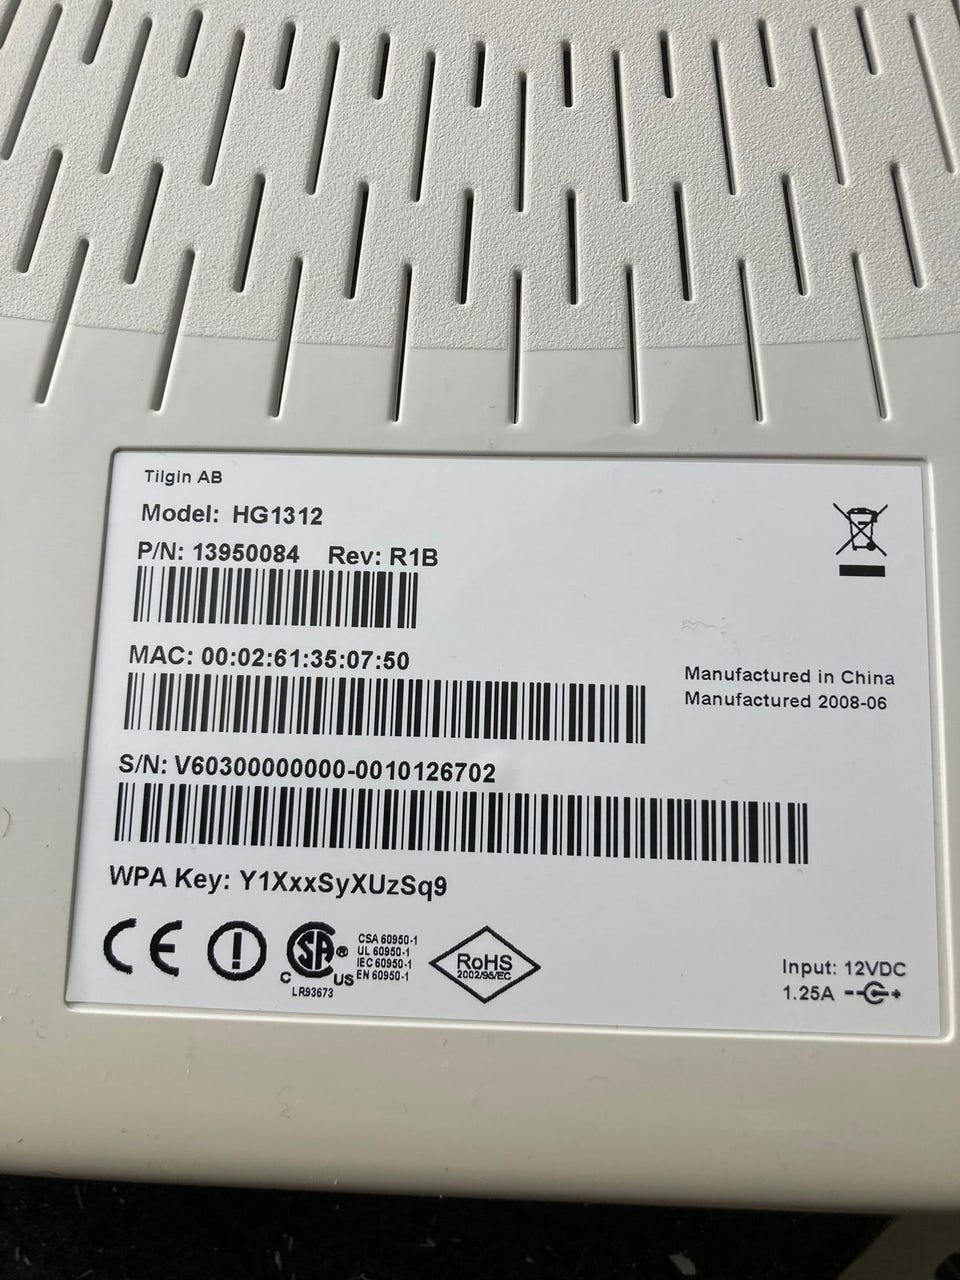 Tilgin AB
Model: HG1312
P/N: 13950084 Rev: R1B
MAC: 00:02:61:35:07:50
Manufactured in China
Manufactured 2008-06
S/N: V60300000000-0010126702
WPA Key: Y1XxxSyXUzSq9
CE
SA ®
C US
LR93673
CSA 60950-1
UL 60950-1
IEC 60950-1
EN 60950-1
RoHS
2002/95/EC
Input: 12VDC
1.25A